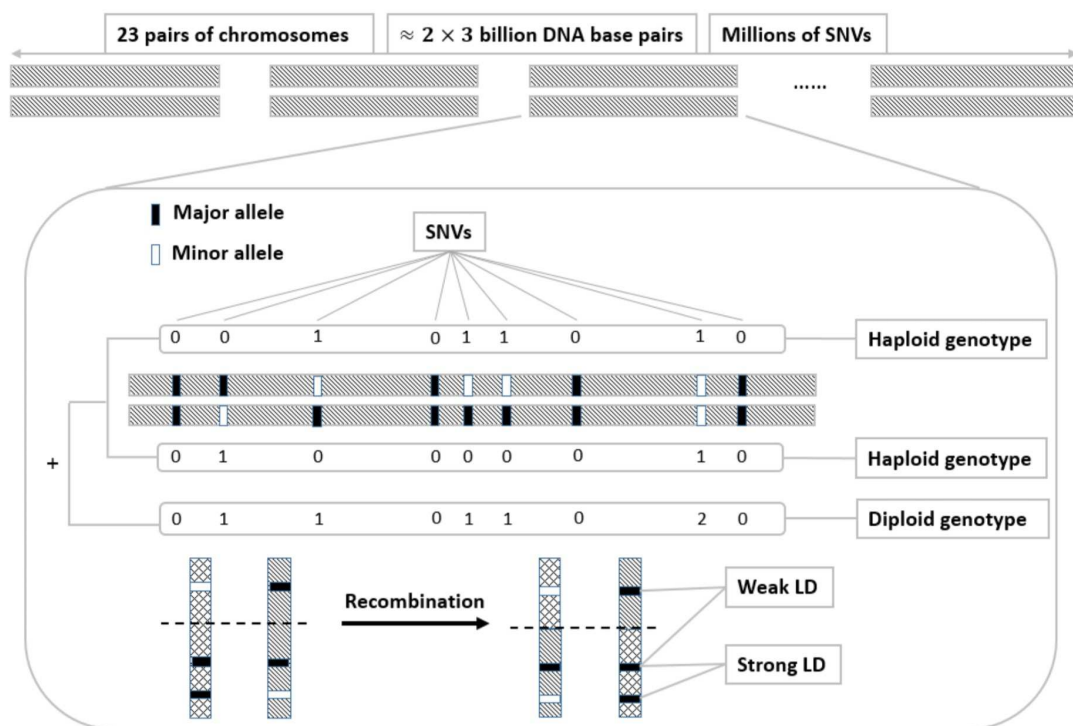 23 pairs of chromosomes
≈ 2 × 3 billion DNA base pairs
Millions of SNVs
......
Major allele
Minor allele
SNVs
0 0 1 0 1 1 0 1 0
Haploid genotype
+
0 1 0 0 0 0 0 1 0
Haploid genotype
0 1 1 0 1 1 0 2 0
Diploid genotype
Recombination
Weak LD
Strong LD